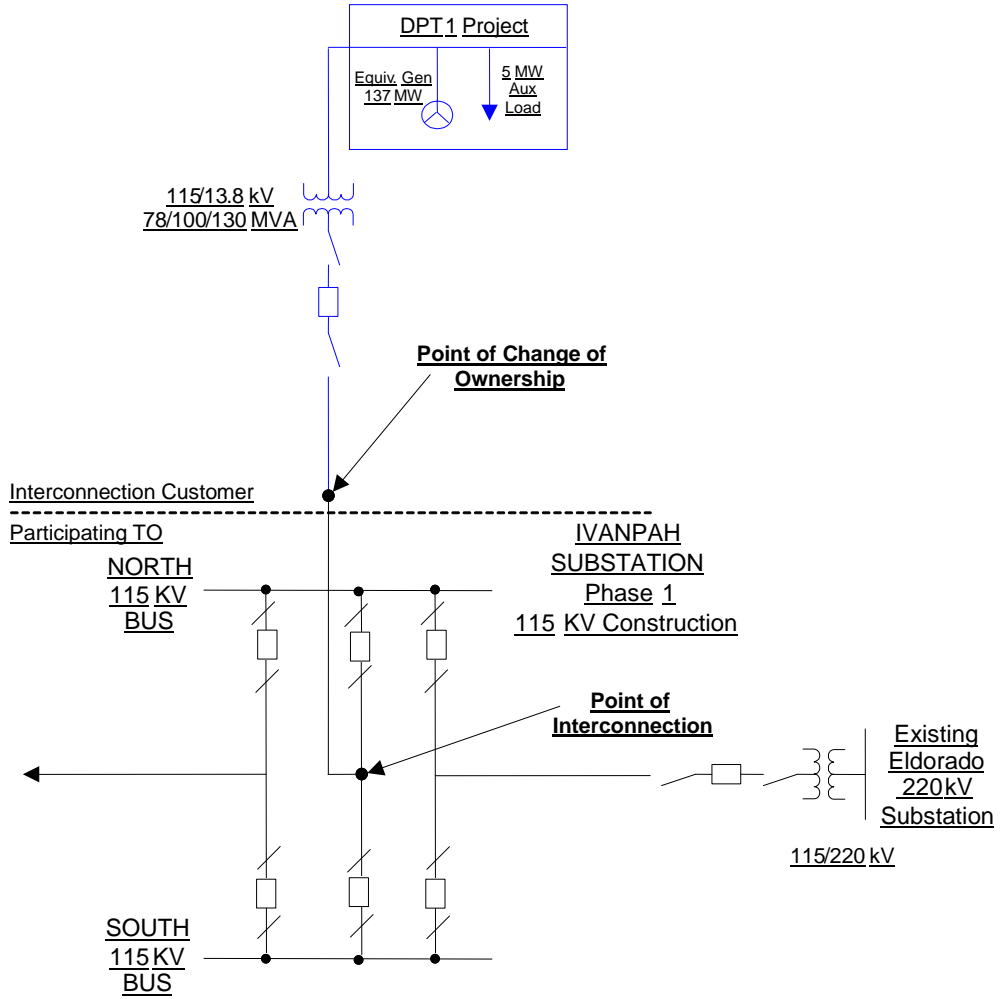 DPT 1 Project
Equiv. Gen
137 MW
5 MW
Aux
Load
115/13.8 kV
78/100/130 MVA
Point of Change of
Ownership
Interconnection Customer
Participating TO
NORTH
115 KV
BUS
IVANPAH
SUBSTATION
Phase 1
115 KV Construction
Point of
Interconnection
Existing
Eldorado
220 kV
Substation
115/220 kV
SOUTH
115 KV
BUS